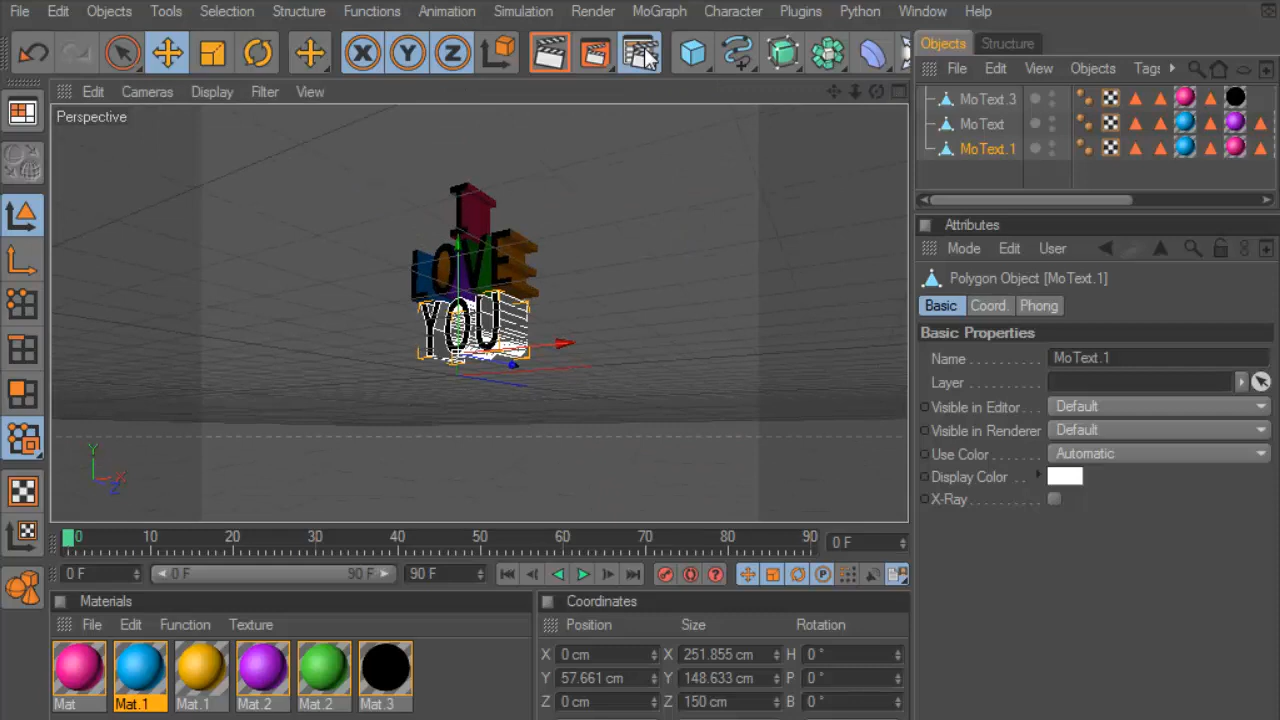 File Edit Objects Tools Selection Structure Functions Animation Simulation Render MoGraph Character Plugins Python Window Help
X Y Z
Objects Structure
File Edit View Objects Tags
Edit Cameras Display Filter View
Perspective
MoText.3
MoText
MoText.1
I
LOVE
YOU
Attributes
Mode Edit User
Polygon Object [MoText.1]
Basic Coord. Phong
Basic Properties
Name . . . . . . . . . . MoText.1
Layer . . . . . . . . . .
Visible in Editor . . . Default
Visible in Renderer Default
Use Color . . . . . . . Automatic
Display Color . . .
X-Ray. . . . . . . . . .
Y
X
Z
0 10 20 30 40 50 60 70 80 90 0 F
0 F 0 F 90 F 90 F
Materials
File Edit Function Texture
Mat Mat.1 Mat.1 Mat.2 Mat.2 Mat.3
Coordinates
Position Size Rotation
X 0 cm X 251.855 cm H 0 °
Y 57.661 cm Y 148.633 cm P 0 °
Z 0 cm Z 150 cm B 0 °